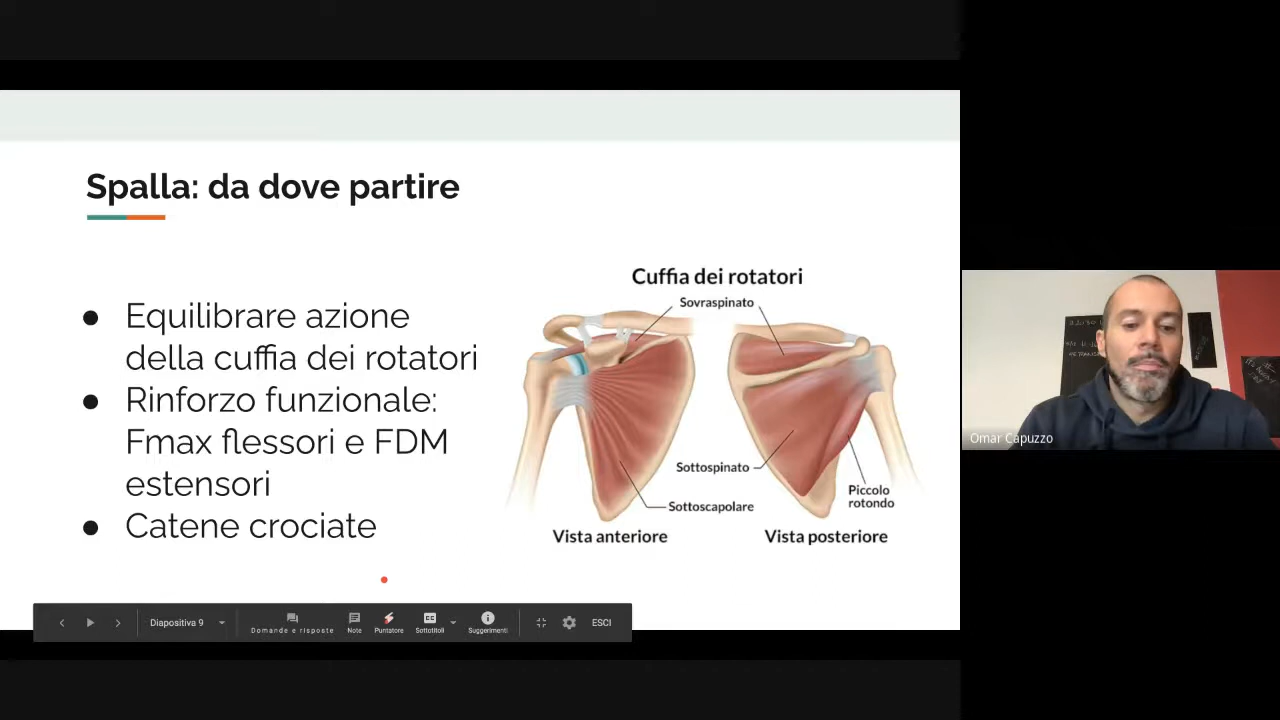 Spalla: da dove partire
● Equilibrare azione
della cuffia dei rotatori
● Rinforzo funzionale:
Fmax flessori e FDM
estensori
● Catene crociate
Cuffia dei rotatori
Sovraspinato
Sottospinato
Sottoscapolare
Piccolo
rotondo
Vista anteriore
Vista posteriore
Diapositiva 9
Domande e risposte
Note
Puntatore
CC
Sottotitoli
Suggerimenti
ESCI
Omar Capuzzo